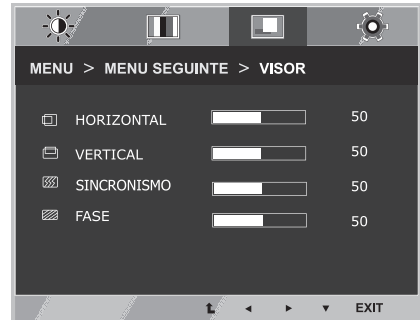 MENU > MENU SEGUINTE > VISOR
HORIZONTAL 50
VERTICAL 50
SINCRONISMO 50
FASE 50
EXIT